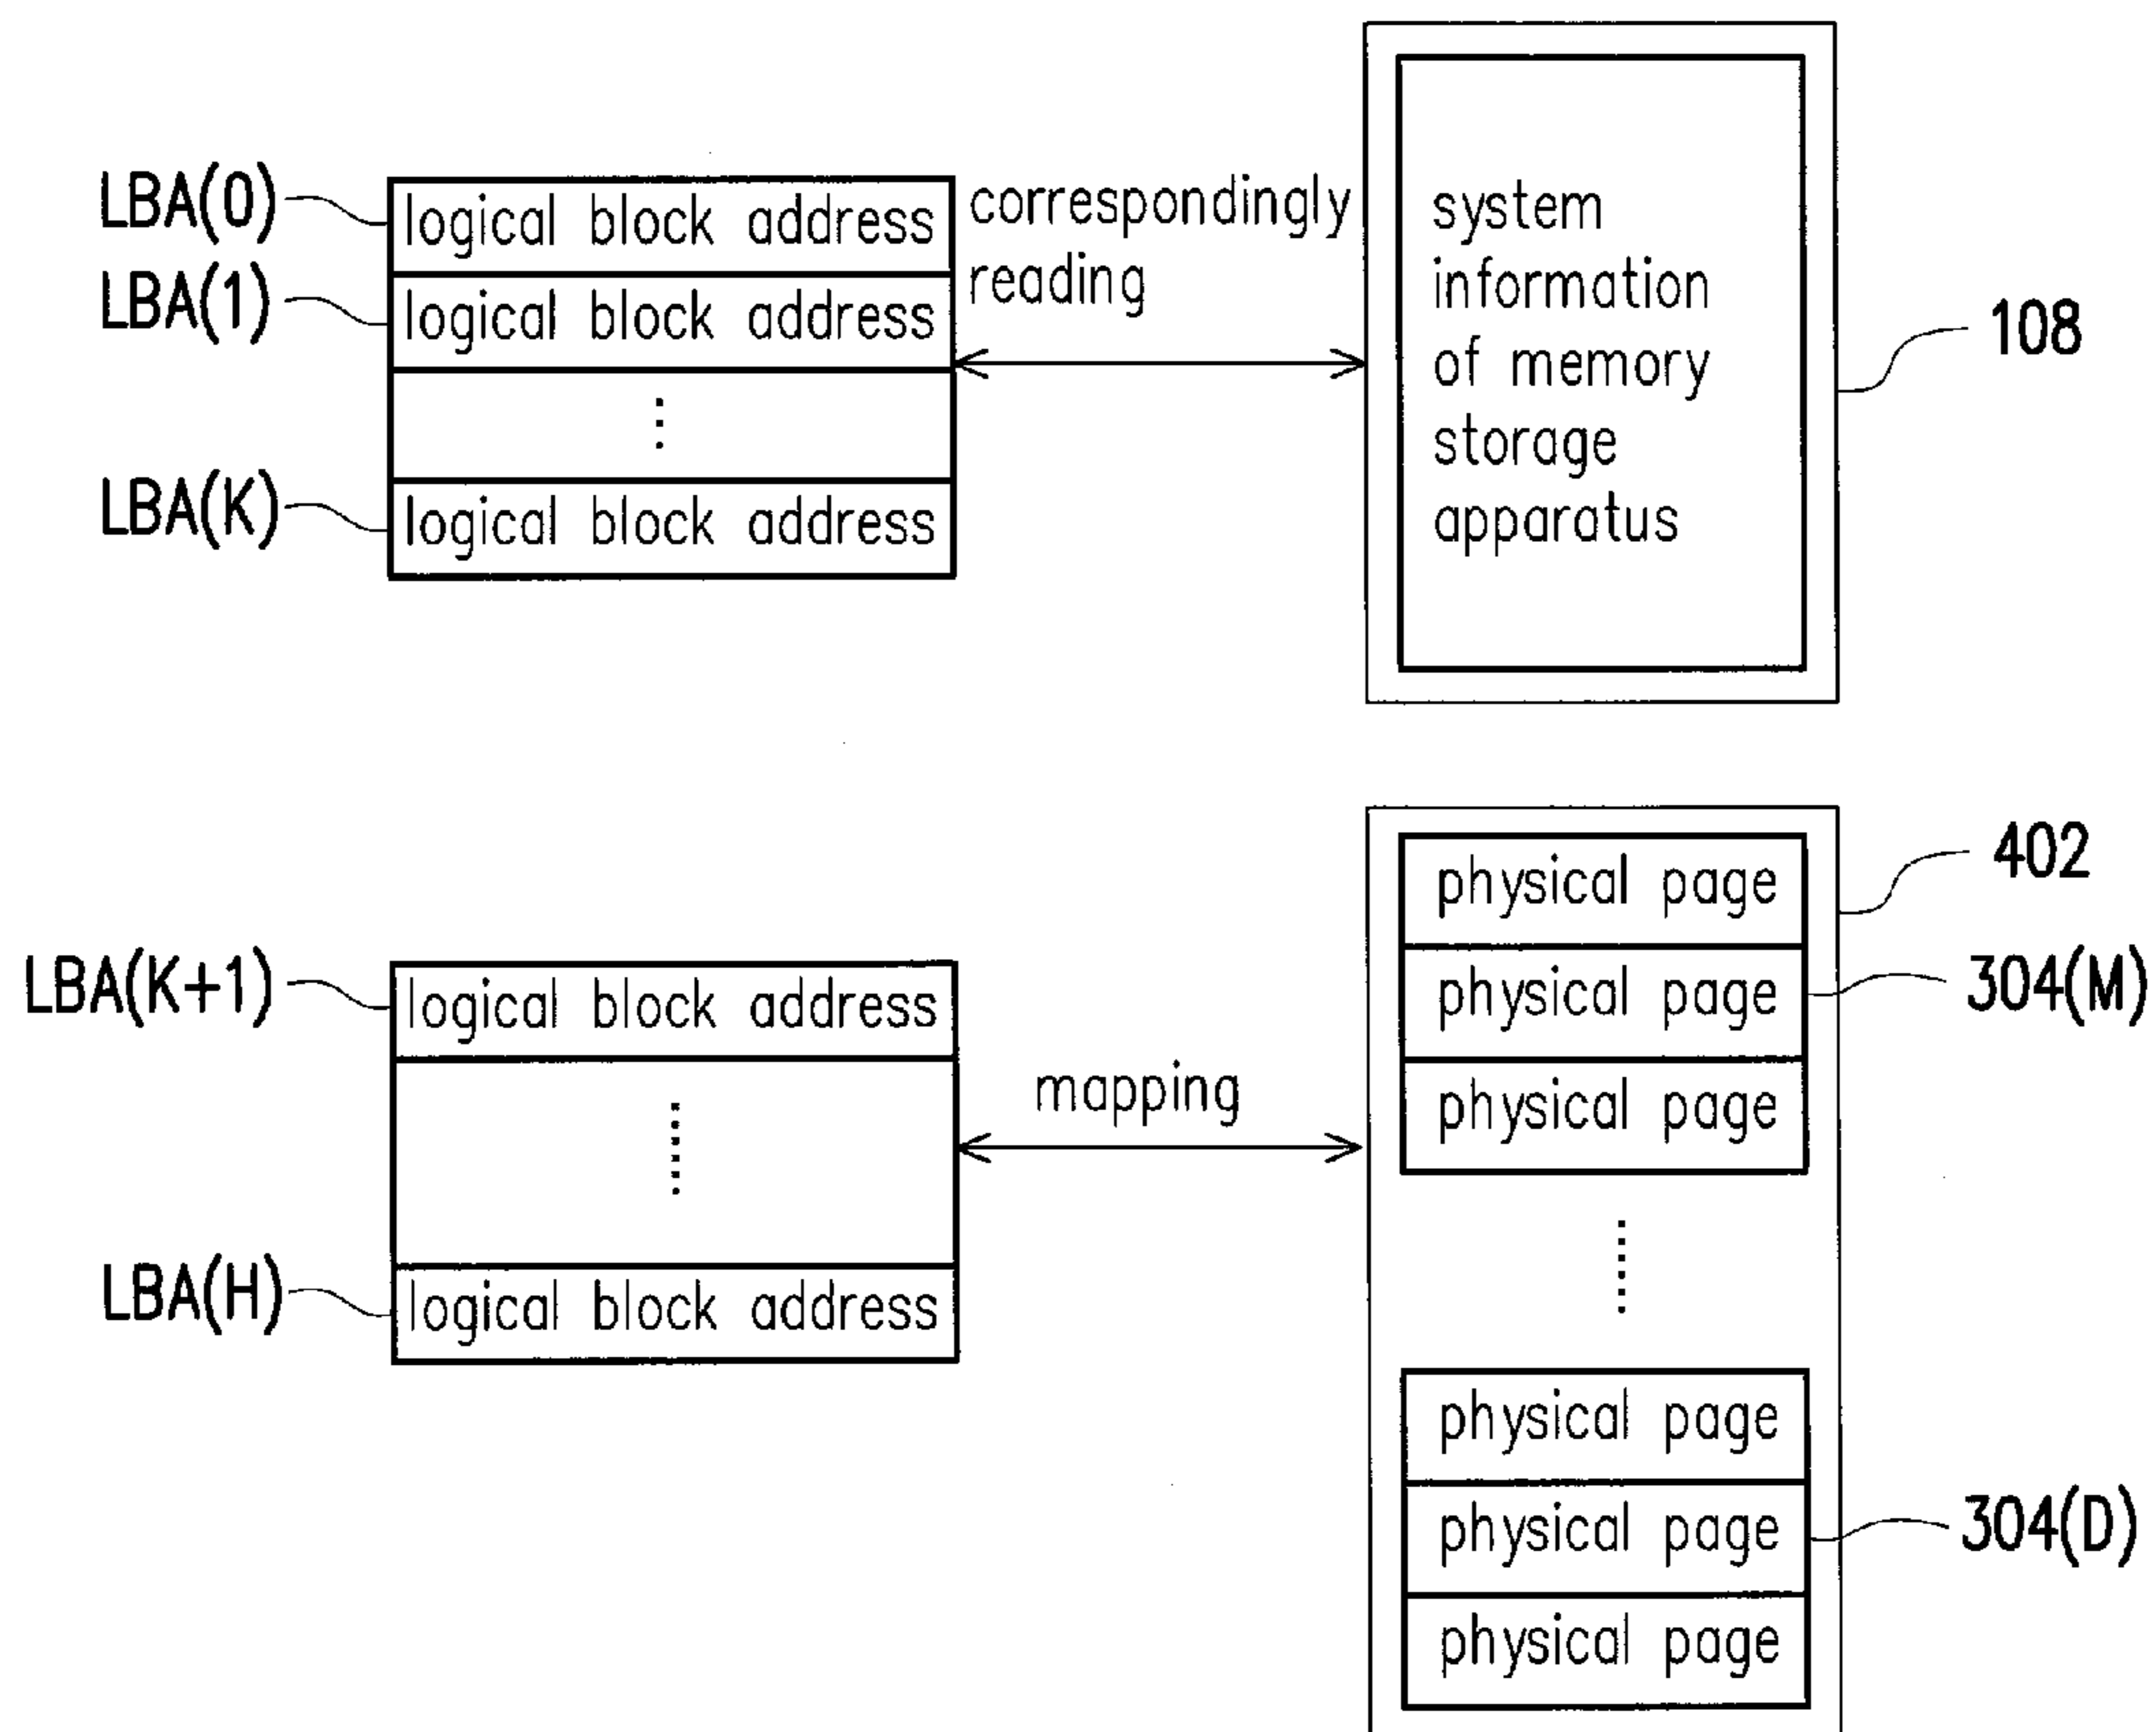 LBA(0)
logical block address
LBA(1)
logical block address
⋮
LBA(K)
logical block address
correspondingly
reading
system
information
of memory
storage
apparatus
108
LBA(K+1)
logical block address
LBA(H)
logical block address
mapping
physical page
402
physical page
304(M)
physical page
physical page
physical page
304(D)
physical page